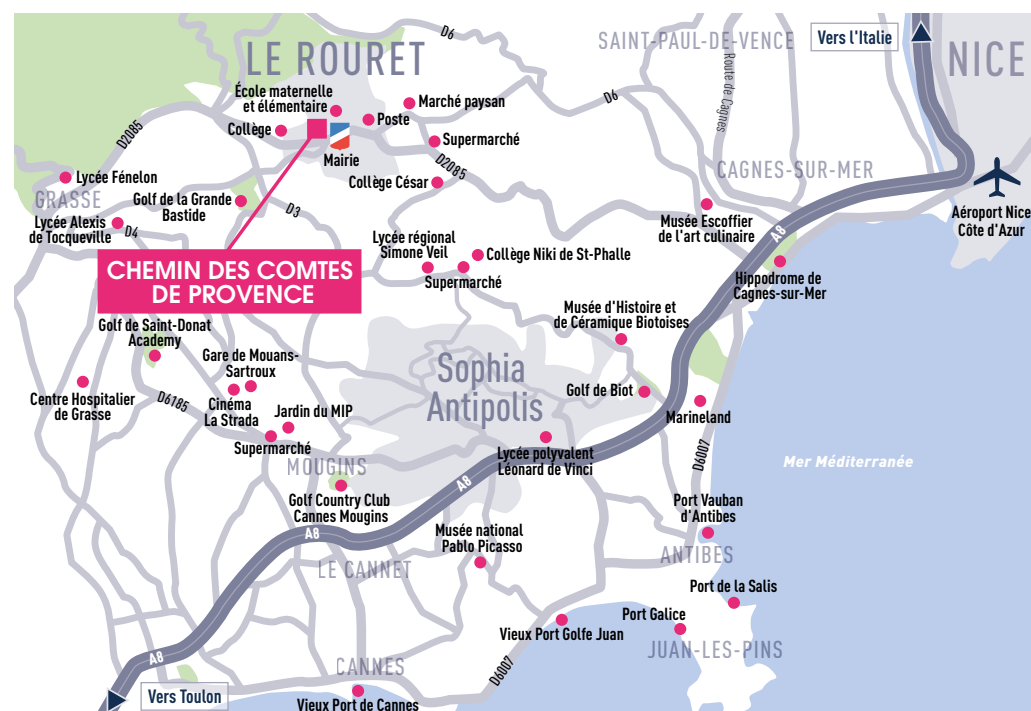 D6
SAINT-PAUL-DE-VENCE
Vers l'Italie
NICE
LE ROURET
Route de Cagnes
École maternelle
et élémentaire
Marché paysan
D6
Collège
Poste
D2085
Mairie
Supermarché
D2085
CAGNES-SUR-MER
Lycée Fénelon
Collège César
GRASSE
Golf de la Grande
Bastide
D3
Aéroport Nice
Côte d'Azur
Lycée Alexis
de Tocqueville
D4
Musée Escoffier
de l'art culinaire
A8
Lycée régional
Simone Veil
Collège Niki de St-Phalle
CHEMIN DES COMTES
DE PROVENCE
Supermarché
Hippodrome de
Cagnes-sur-Mer
Musée d'Histoire et
de Céramique Biotoises
Golf de Saint-Donat
Academy
Gare de Mouans-
Sartroux
Sophia
Antipolis
Centre Hospitalier
de Grasse
D6185
Cinéma
La Strada
Golf de Biot
Marineland
Jardin du MIP
Supermarché
Lycée polyvalent
Léonard de Vinci
D6007
Mer Méditerranée
MOUGINS
A8
Golf Country Club
Cannes Mougins
Port Vauban
d'Antibes
A8
Musée national
Pablo Picasso
ANTIBES
LE CANNET
Port de la Salis
Port Galice
Vieux Port Golfe Juan
JUAN-LES-PINS
A8
CANNES
D6007
Vers Toulon
Vieux Port de Cannes